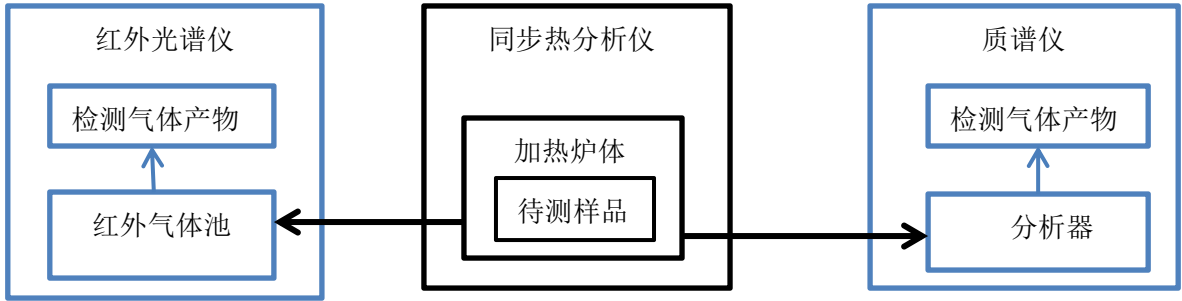 红外光谱仪
检测气体产物
红外气体池
同步热分析仪
加热炉体
待测样品
质谱仪
检测气体产物
分析器